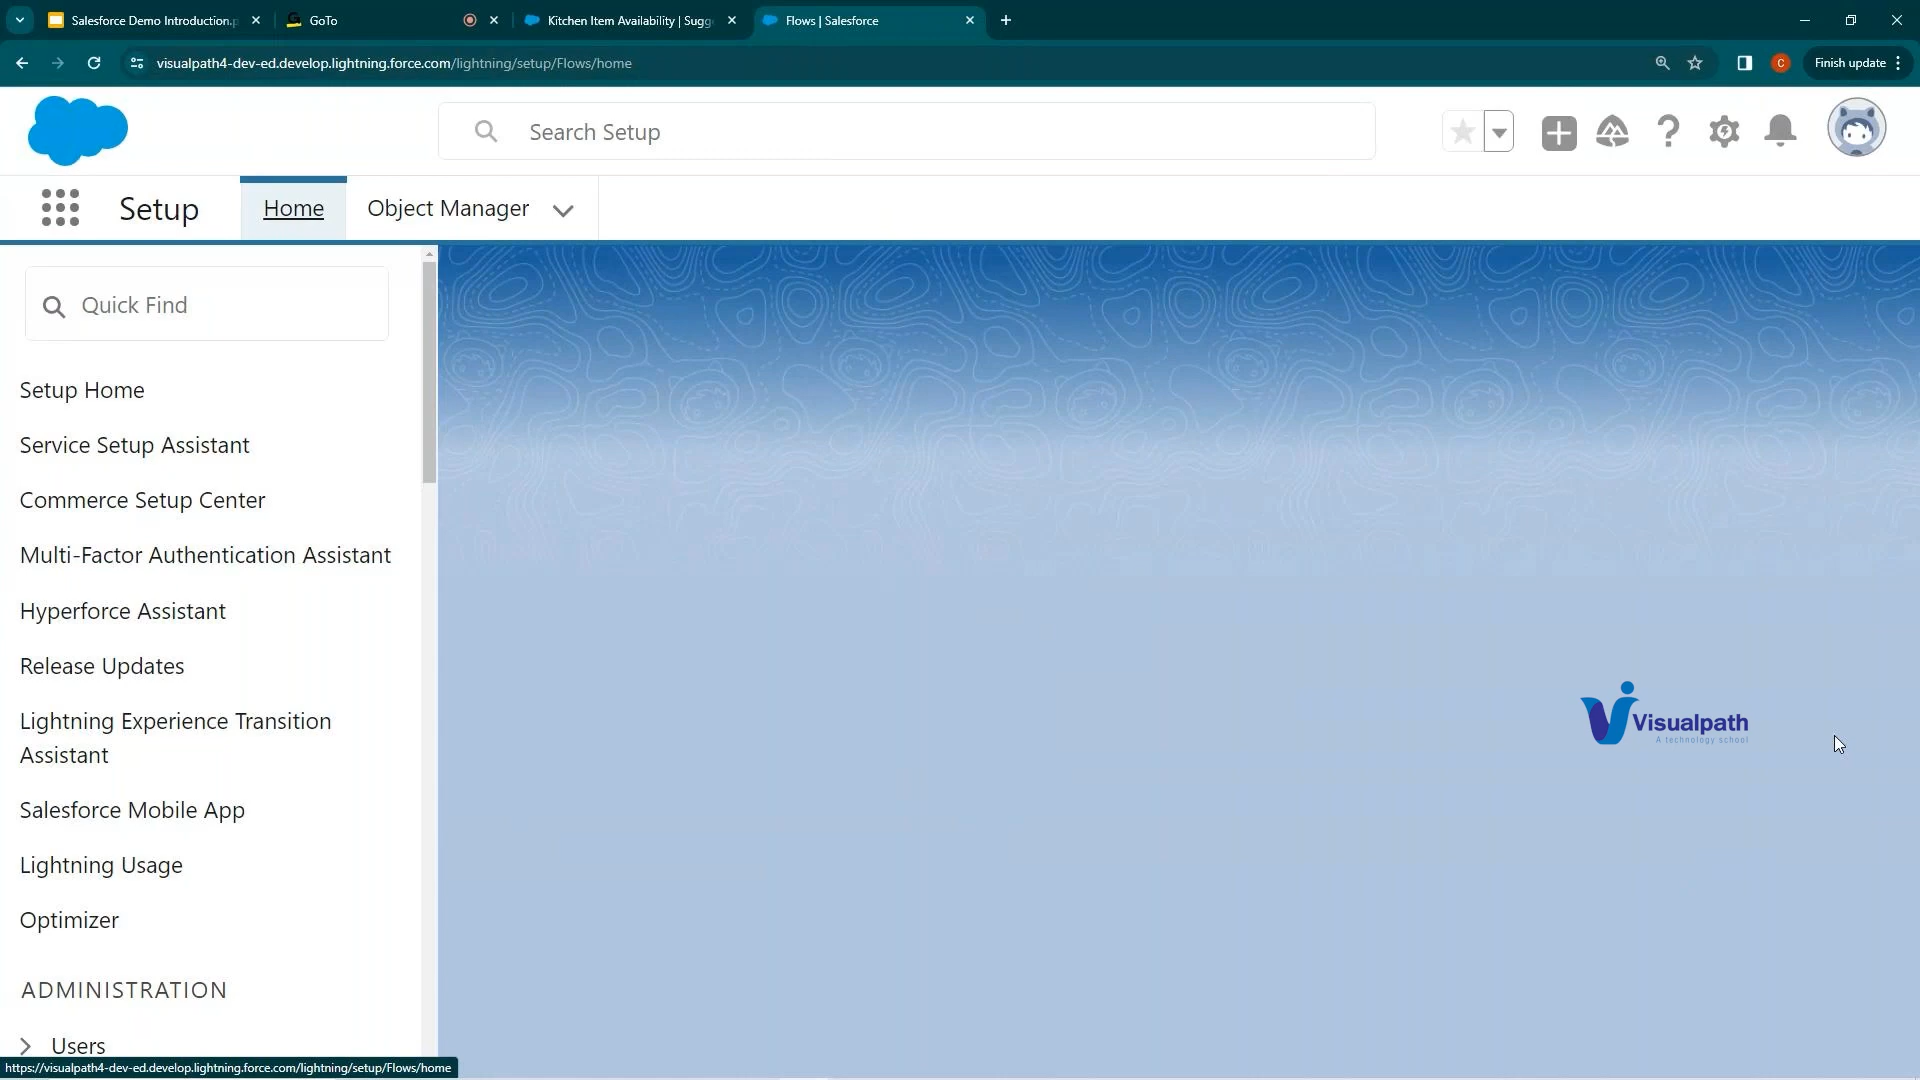 Salesforce Demo Introduction.p
GoTo
Kitchen Item Availability | Sugg
Flows | Salesforce
visualpath4-dev-ed.develop.lightning.force.com/lightning/setup/Flows/home
C
Finish update
Search Setup
Setup
Home
Object Manager
Quick Find
Setup Home
Service Setup Assistant
Commerce Setup Center
Multi-Factor Authentication Assistant
Hyperforce Assistant
Release Updates
Lightning Experience Transition
Assistant
Salesforce Mobile App
Lightning Usage
Optimizer
ADMINISTRATION
Users
Visualpath
A technology school
https://visualpath4-dev-ed.develop.lightning.force.com/lightning/setup/Flows/home